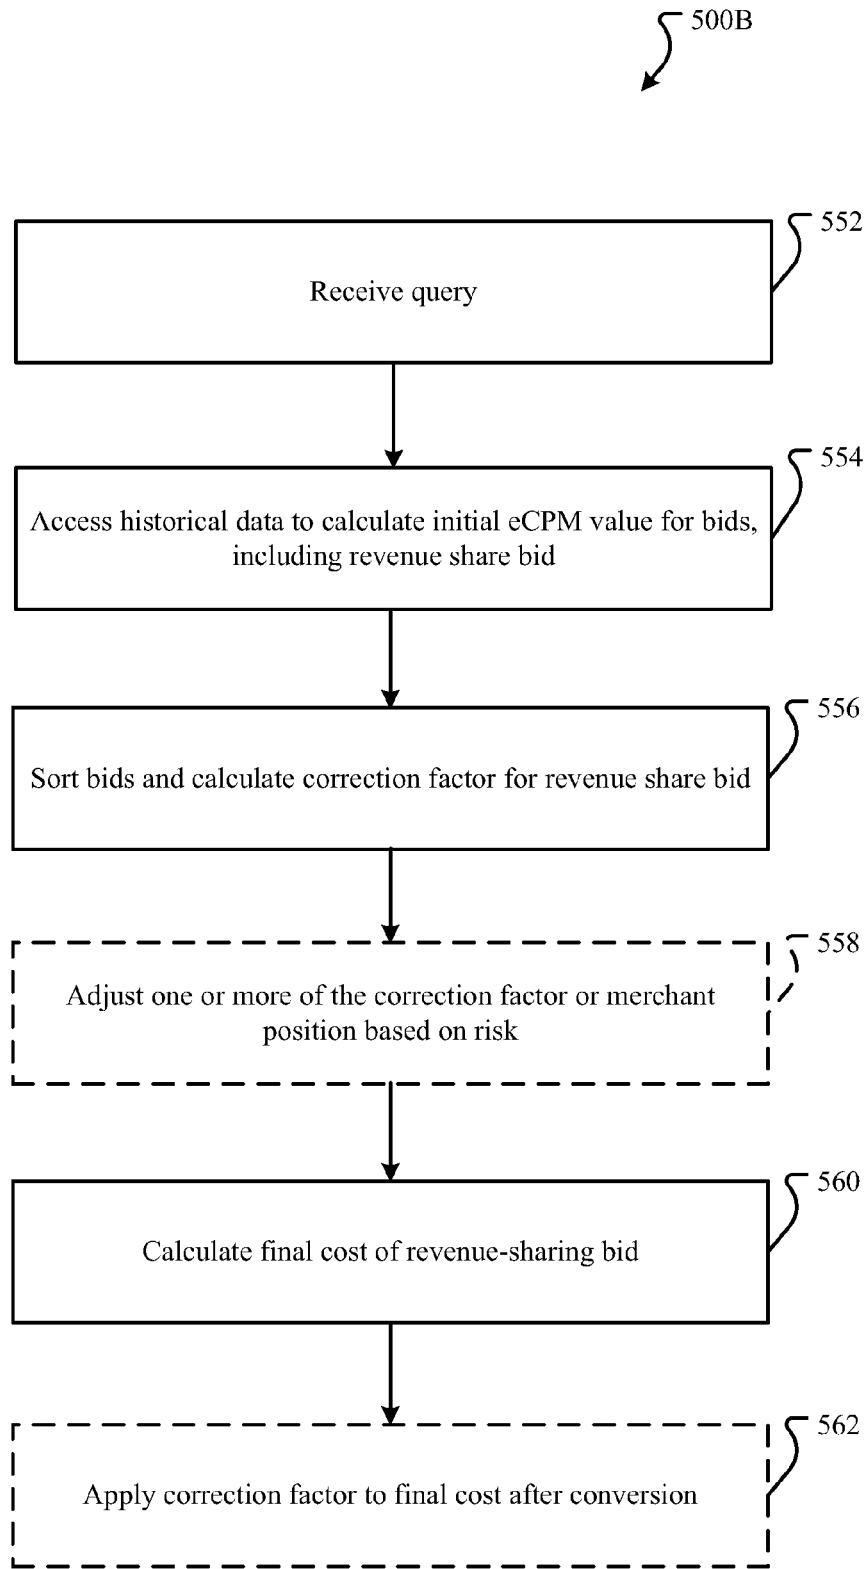 500B
552
Receive query
554
Access historical data to calculate initial eCPM value for bids,
including revenue share bid
556
Sort bids and calculate correction factor for revenue share bid
558
Adjust one or more of the correction factor or merchant
position based on risk
560
Calculate final cost of revenue-sharing bid
562
Apply correction factor to final cost after conversion